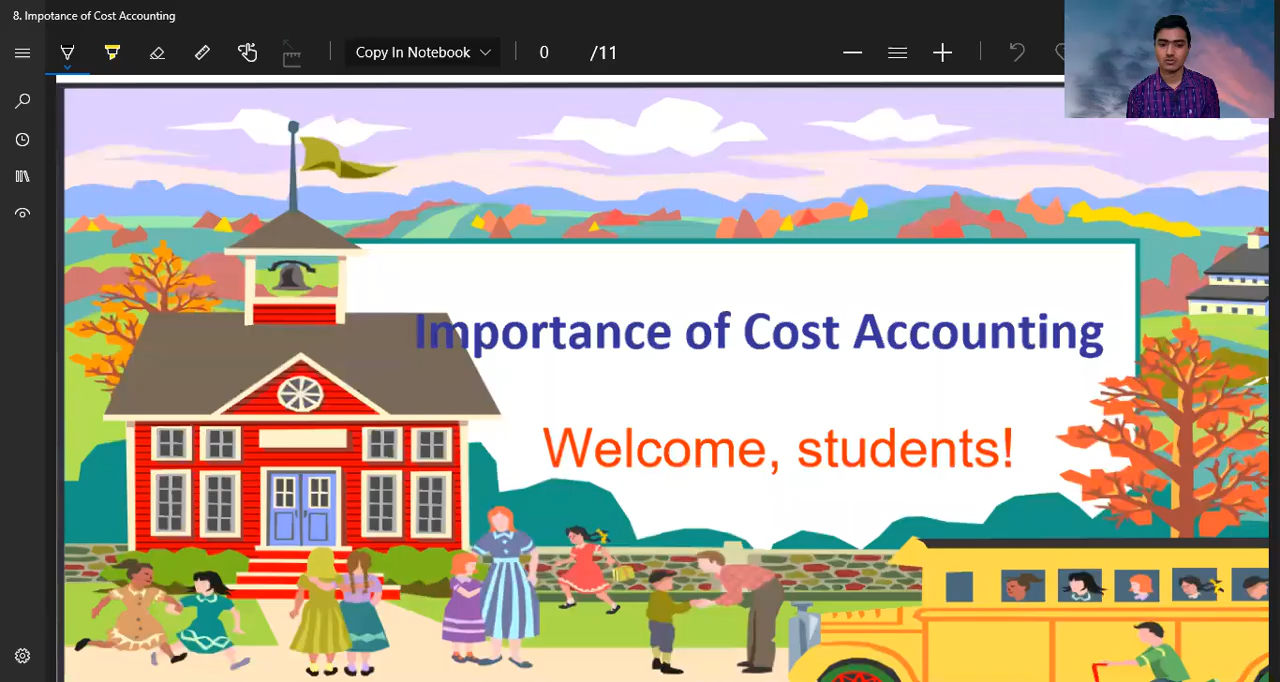 8. Impotance of Cost Accounting
Copy In Notebook
0 /11
Importance of Cost Accounting
Welcome, students!